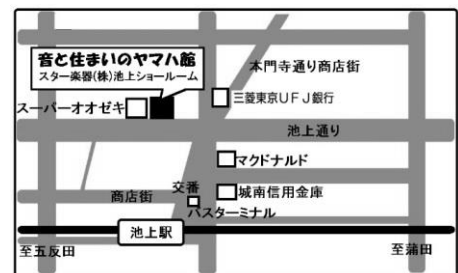 音と住まいのヤマハ館
スター楽器(株)池上ショールーム
本門寺通り商店街
スーパーオオゼキ
三菱東京UFJ銀行
池上通り
マクドナルド
交番
城南信用金庫
商店街
バスターミナル
池上駅
至五反田
至蒲田